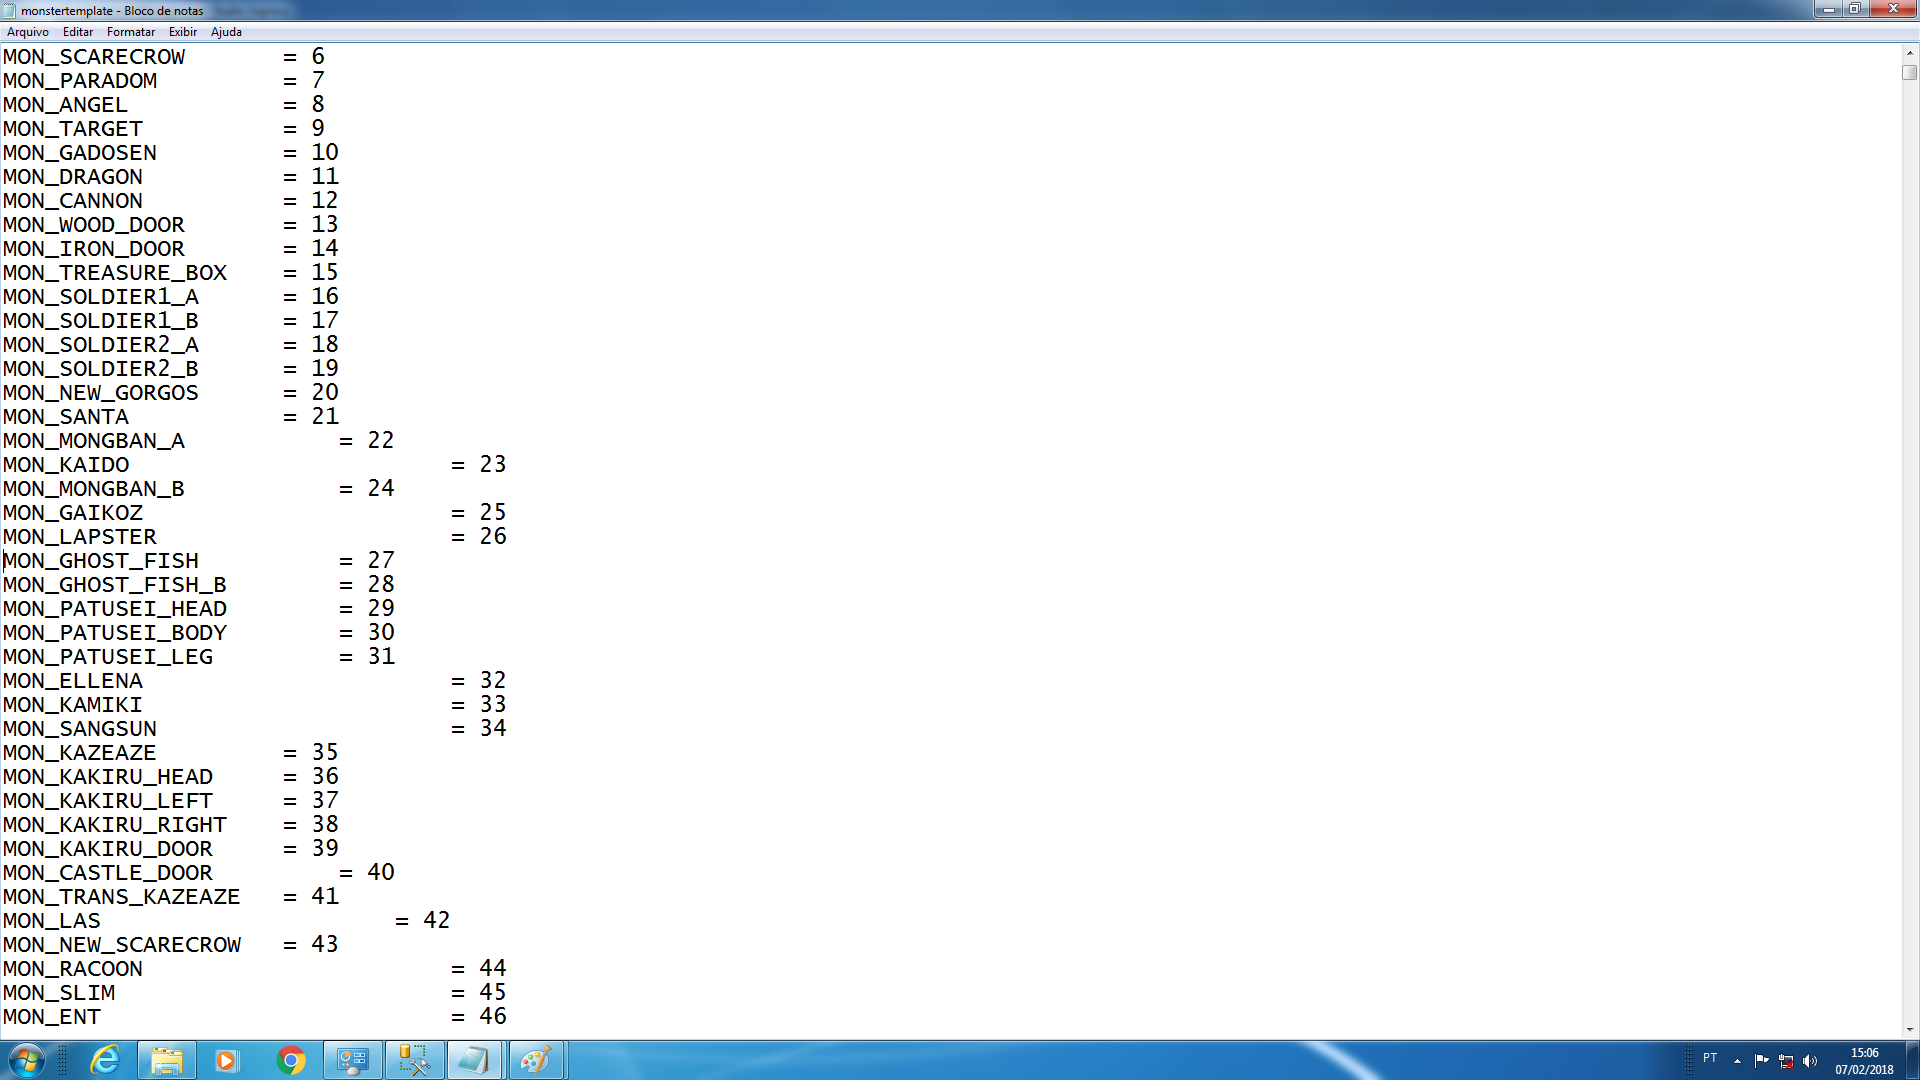 monstertemplate - Bloco de notas
Arquivo Editar Formatar Exibir Ajuda
MON_SCARECROW = 6
MON_PARADOM = 7
MON_ANGEL = 8
MON_TARGET = 9
MON_GADOSEN = 10
MON_DRAGON = 11
MON_CANNON = 12
MON_WOOD_DOOR = 13
MON_IRON_DOOR = 14
MON_TREASURE_BOX = 15
MON_SOLDIER1_A = 16
MON_SOLDIER1_B = 17
MON_SOLDIER2_A = 18
MON_SOLDIER2_B = 19
MON_NEW_GORGOS = 20
MON_SANTA = 21
MON_MONGBAN_A = 22
MON_KAIDO = 23
MON_MONGBAN_B = 24
MON_GAIKOZ = 25
MON_LAPSTER = 26
MON_GHOST_FISH = 27
MON_GHOST_FISH_B = 28
MON_PATUSEI_HEAD = 29
MON_PATUSEI_BODY = 30
MON_PATUSEI_LEG = 31
MON_ELLENA = 32
MON_KAMIKI = 33
MON_SANGSUN = 34
MON_KAZEAZE = 35
MON_KAKIRU_HEAD = 36
MON_KAKIRU_LEFT = 37
MON_KAKIRU_RIGHT = 38
MON_KAKIRU_DOOR = 39
MON_CASTLE_DOOR = 40
MON_TRANS_KAZEAZE = 41
MON_LAS = 42
MON_NEW_SCARECROW = 43
MON_RACOON = 44
MON_SLIM = 45
MON_ENT = 46
PT
15:06
07/02/2018